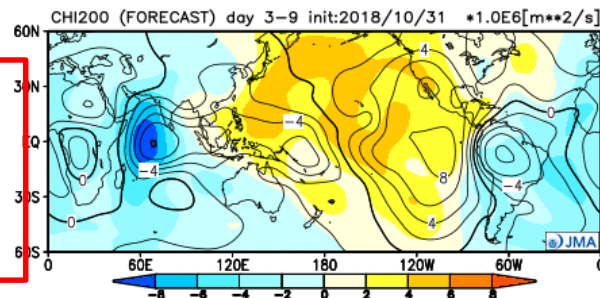 CHI200 (FORECAST) day 3-9 init:2018/10/31 *1.0E6[m**2/s]
60N
4
30N
-4
0
EQ
-4
0
8
-4
30S
0
4
60S
JMA
0 60E 120E 180 120W 60W 0
-8 -6 -4 -2 0 2 4 6 8